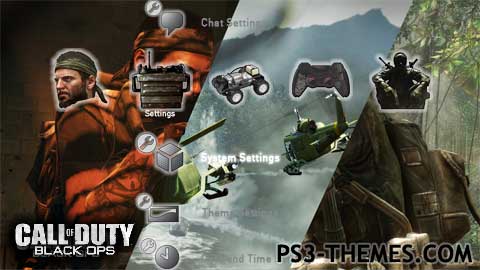 Chat Settings
Settings
System Settings
Theme Settings
and Time
CALL OF DUTY
BLACK OPS
PS3-THEMES.COM